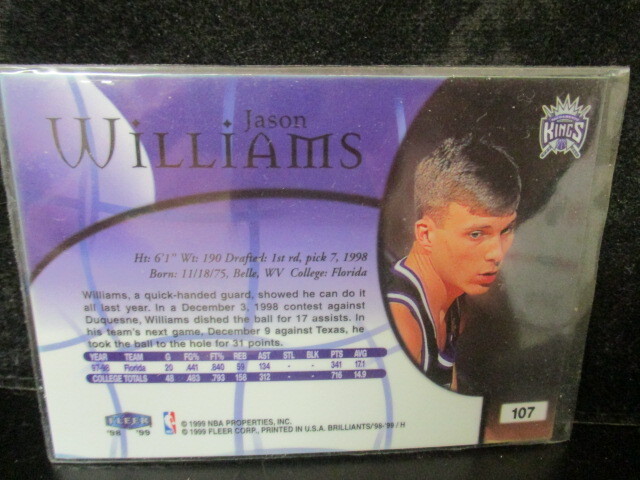 Jason
WILLIAMS
KINGS
Ht: 6'1" Wt: 190 Drafted: 1st rd, pick 7, 1998
Born: 11/18/75, Belle, WV College: Florida
Williams, a quick-handed guard, showed he can do it
all last year. In a December 3, 1998 contest against
Duquesne, Williams dished the ball for 17 assists. In
his team's next game, December 9 against Texas, he
took the ball to the hole for 31 points.
YEAR TEAM G FG% FT% REB AST STL BLK PTS AVG
97-98 Florida 20 .441 .840 59 134 - - 341 17.1
COLLEGE TOTALS 48 .463 .793 156 312 - - 716 14.9
FLEER
'98 '99
NBA
© 1999 NBA PROPERTIES, INC.
© 1999 FLEER CORP., PRINTED IN U.S.A. BRILLIANTS/'98-'99 / H
107